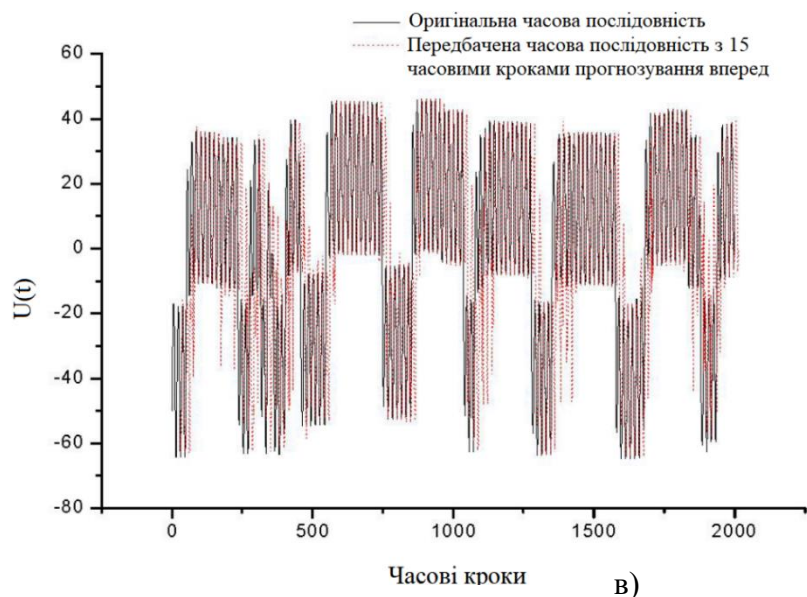 Оригінальна часова послідовність
Передбачена часова послідовність з 15
часовими кроками прогнозування вперед
60
40
20
0
-20
-40
-60
-80
U(t)
0 500 1000 1500 2000
Часові кроки
в)